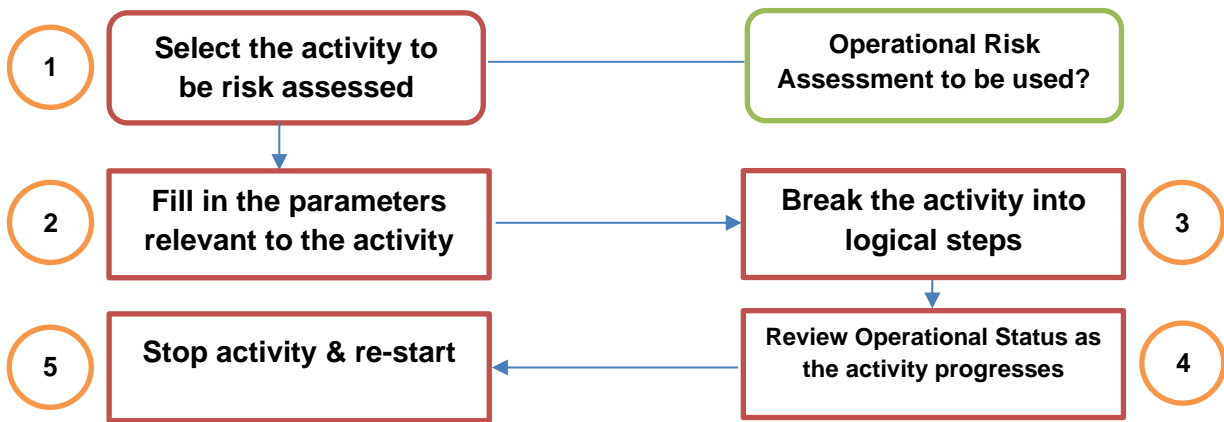 1
Select the activity to
be risk assessed
Operational Risk
Assessment to be used?
2
Fill in the parameters
relevant to the activity
Break the activity into
logical steps
3
5
Stop activity & re-start
Review Operational Status as
the activity progresses
4